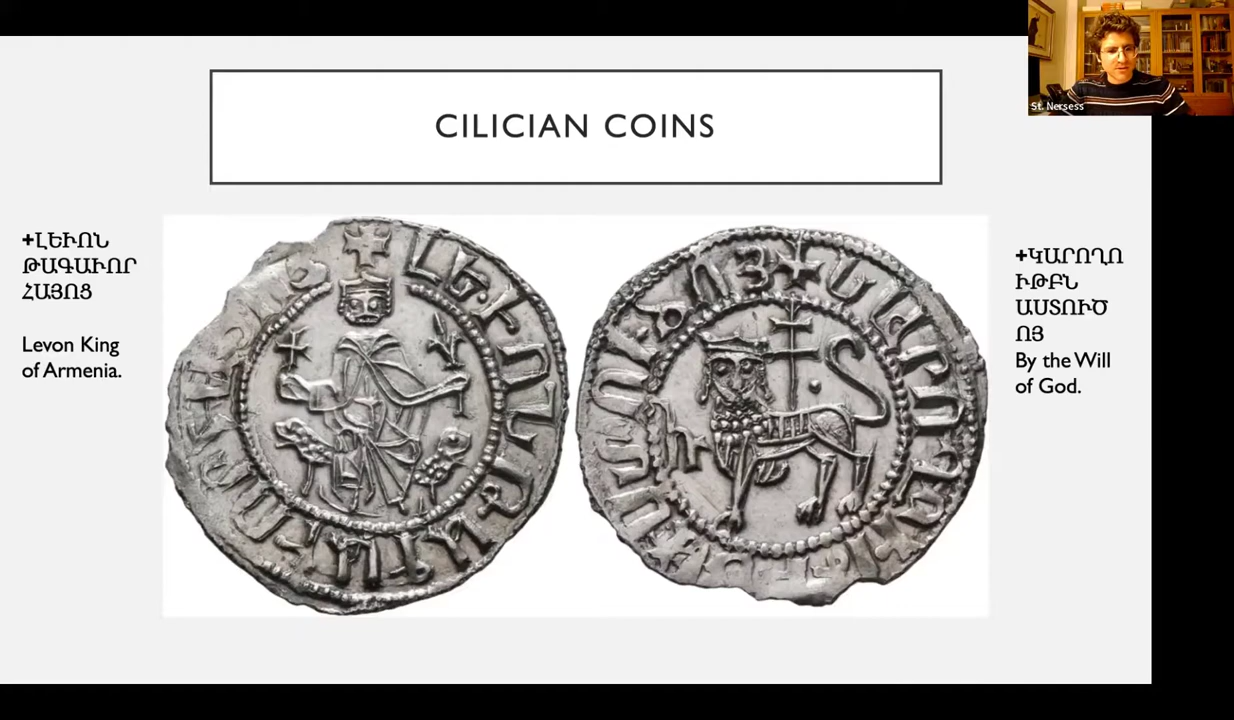 St. Nersess
CILICIAN COINS
+ԼԵՒՈՆ
ԹԱԳԱՒՈՐ
ՀԱՅՈՑ
Levon King
of Armenia.
+ԿԱՐՈՂՈ
ՒԹԲՆ
ԱՍՏՈՒԾ
ՈՅ
By the Will
of God.